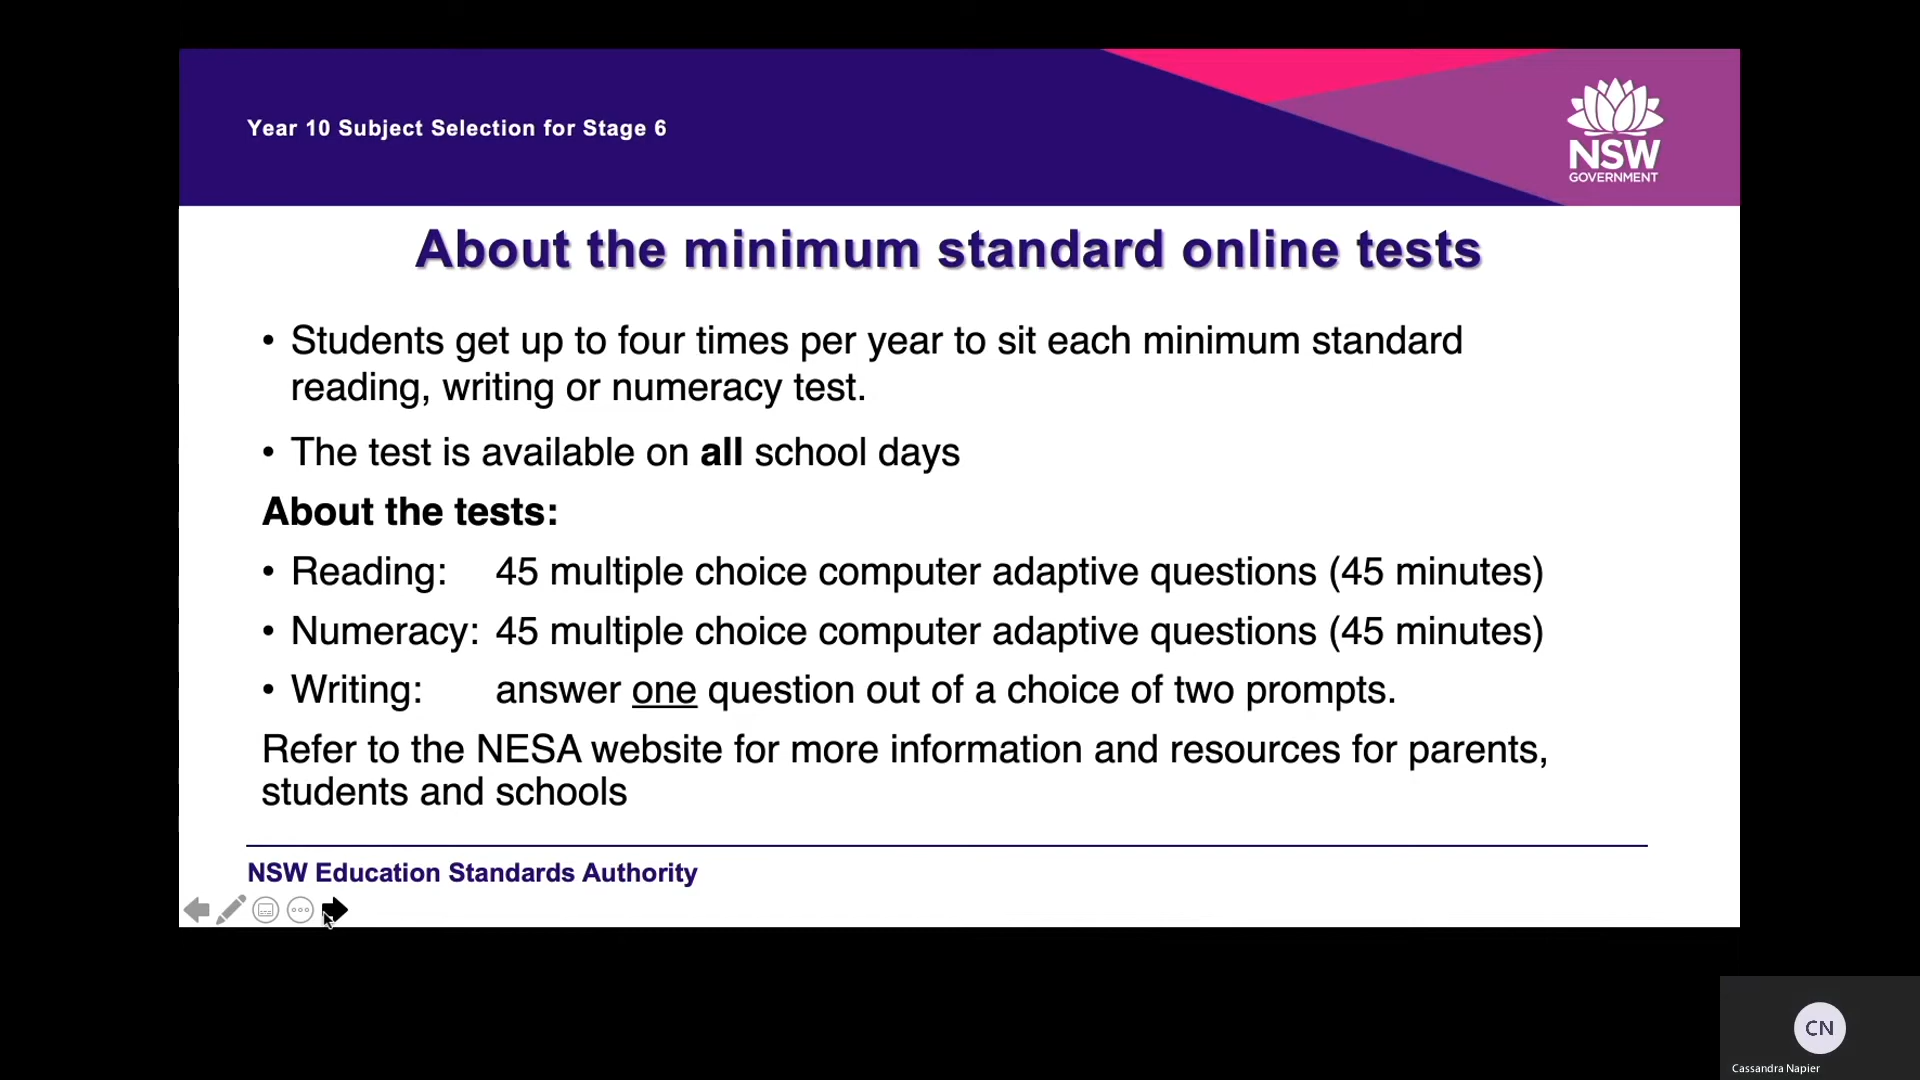 Year 10 Subject Selection for Stage 6
NSW
GOVERNMENT
About the minimum standard online tests
• Students get up to four times per year to sit each minimum standard
reading, writing or numeracy test.
• The test is available on all school days
About the tests:
• Reading: 45 multiple choice computer adaptive questions (45 minutes)
• Numeracy: 45 multiple choice computer adaptive questions (45 minutes)
• Writing: answer one question out of a choice of two prompts.
Refer to the NESA website for more information and resources for parents,
students and schools
NSW Education Standards Authority
CN
Cassandra Napier